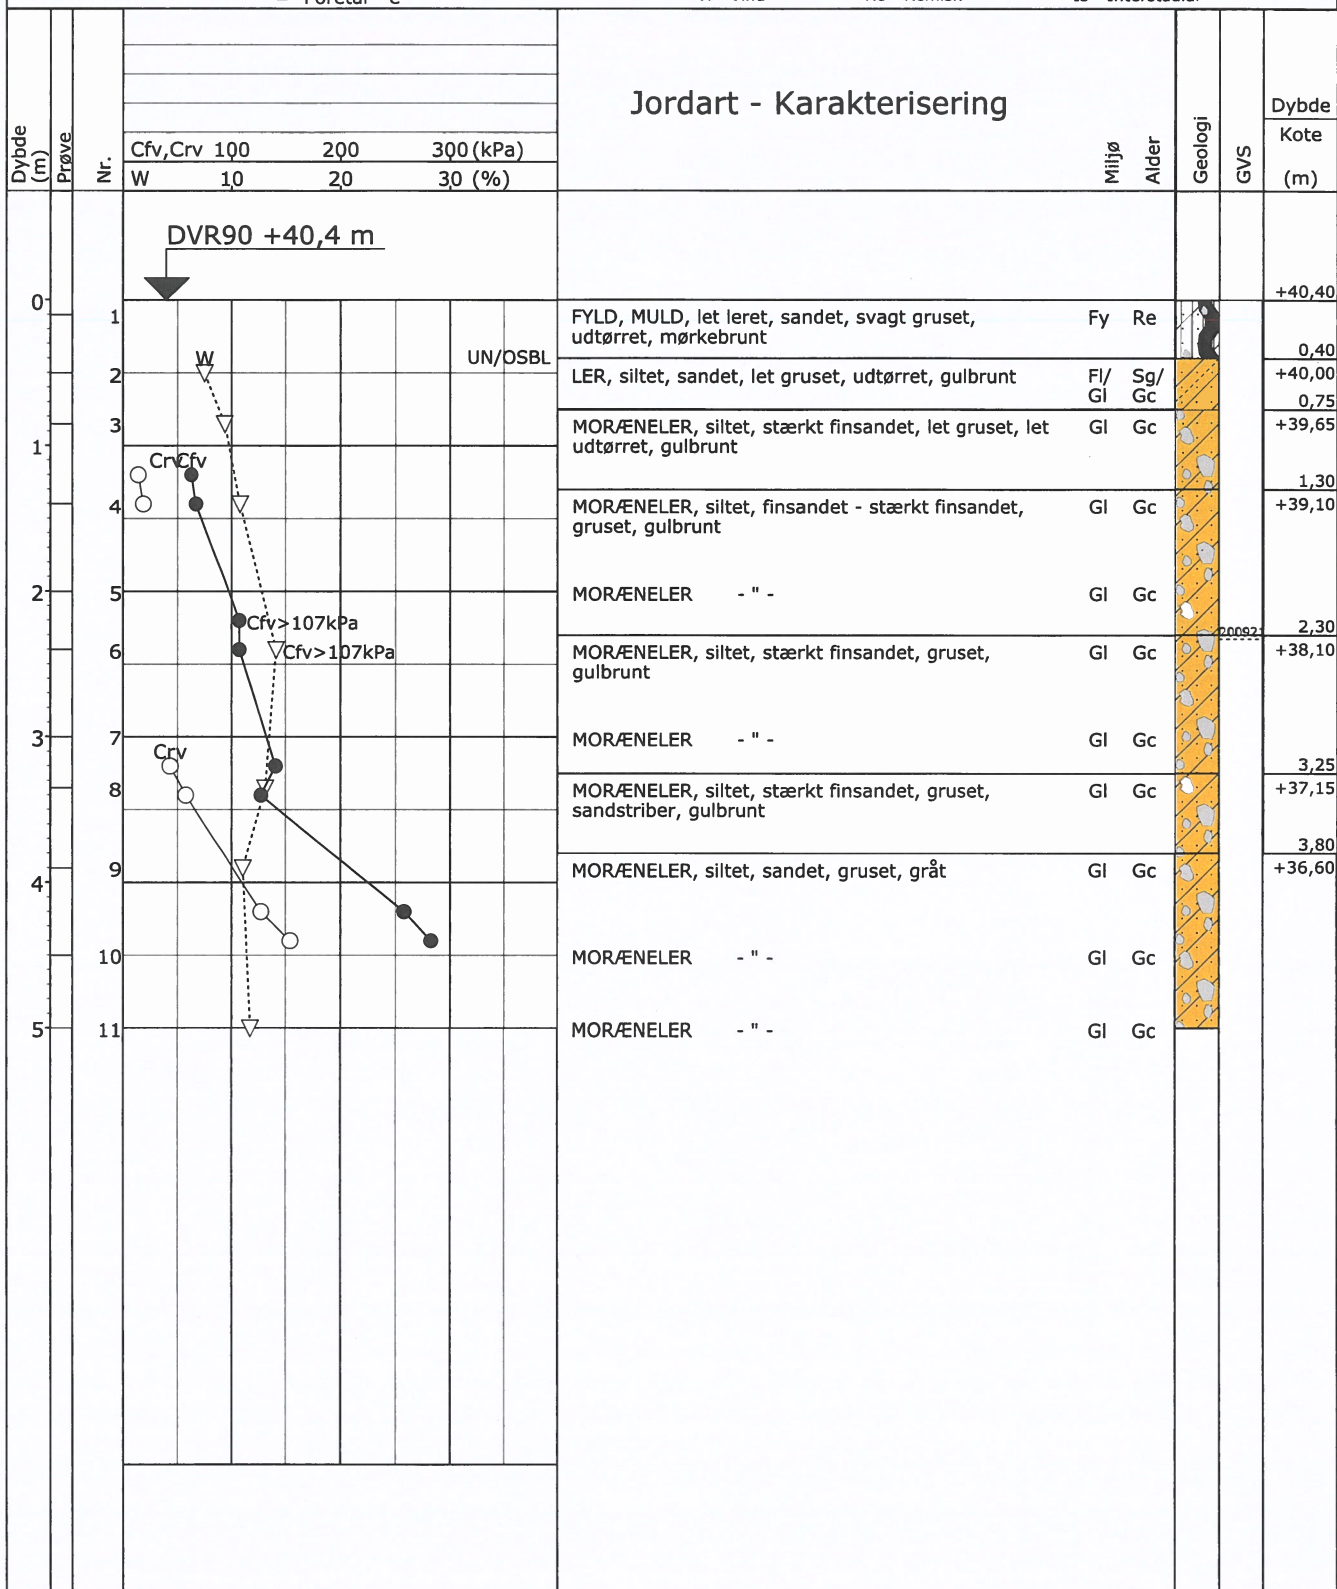 Jordart - Karakterisering
Dybde (m)
Prøve
Nr.
Cfv,Crv 100 200 300 (kPa)
W 10 20 30 (%)
Miljø
Alder
Geologi
GVS
Dybde
Kote
(m)
DVR90 +40,4 m
+40,40
0
1 FYLD, MULD, let leret, sandet, svagt gruset, Fy Re
udtørret, mørkebrunt
0,40
W UN/OSBL
2 LER, siltet, sandet, let gruset, udtørret, gulbrunt Fl/ Sg/ +40,00
Gl Gc 0,75
3 MORÆNELER, siltet, stærkt finsandet, let gruset, let Gl Gc +39,65
udtørret, gulbrunt
1
Crv Cfv
1,30
4 MORÆNELER, siltet, finsandet - stærkt finsandet, Gl Gc +39,10
gruset, gulbrunt
2 5 MORÆNELER - " - Gl Gc
Cfv>107kPa
200921 2,30
6 Cfv>107kPa MORÆNELER, siltet, stærkt finsandet, gruset, Gl Gc +38,10
gulbrunt
3 7 MORÆNELER - " - Gl Gc
Crv
3,25
8 MORÆNELER, siltet, stærkt finsandet, gruset, Gl Gc +37,15
sandstriber, gulbrunt
3,80
9 MORÆNELER, siltet, sandet, gruset, gråt Gl Gc +36,60
4
10 MORÆNELER - " - Gl Gc
5 11 MORÆNELER - " - Gl Gc